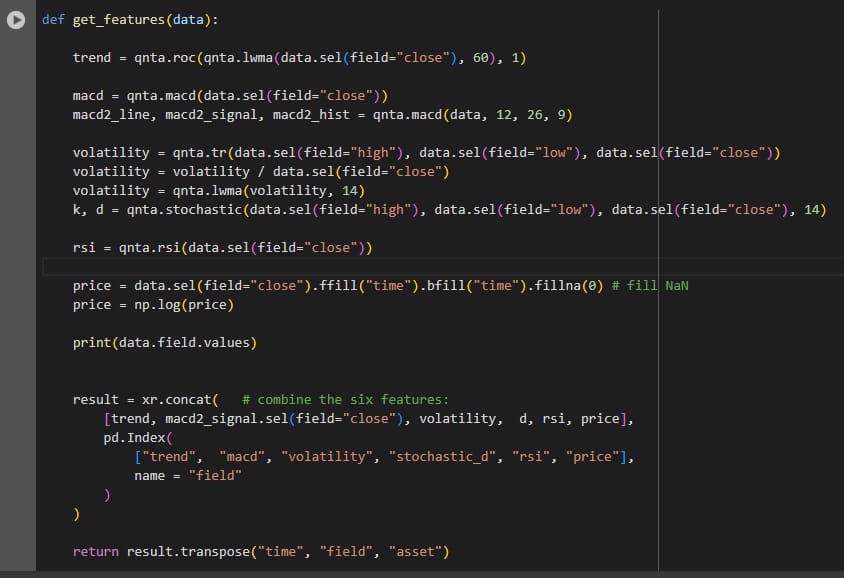 def get_features(data):
trend = qnta.roc(qnta.lwma(data.sel(field="close"), 60), 1)
macd = qnta.macd(data.sel(field="close"))
macd2_line, macd2_signal, macd2_hist = qnta.macd(data, 12, 26, 9)
volatility = qnta.tr(data.sel(field="high"), data.sel(field="low"), data.sel(field="close"))
volatility = volatility / data.sel(field="close")
volatility = qnta.lwma(volatility, 14)
k, d = qnta.stochastic(data.sel(field="high"), data.sel(field="low"), data.sel(field="close"), 14)
rsi = qnta.rsi(data.sel(field="close"))
price = data.sel(field="close").ffill("time").bfill("time").fillna(0) # fill NaN
price = np.log(price)
print(data.field.values)
result = xr.concat(   # combine the six features:
[trend, macd2_signal.sel(field="close"), volatility,  d, rsi, price],
pd.Index(
["trend",  "macd", "volatility", "stochastic_d", "rsi", "price"],
name = "field"
)
)
return result.transpose("time", "field", "asset")